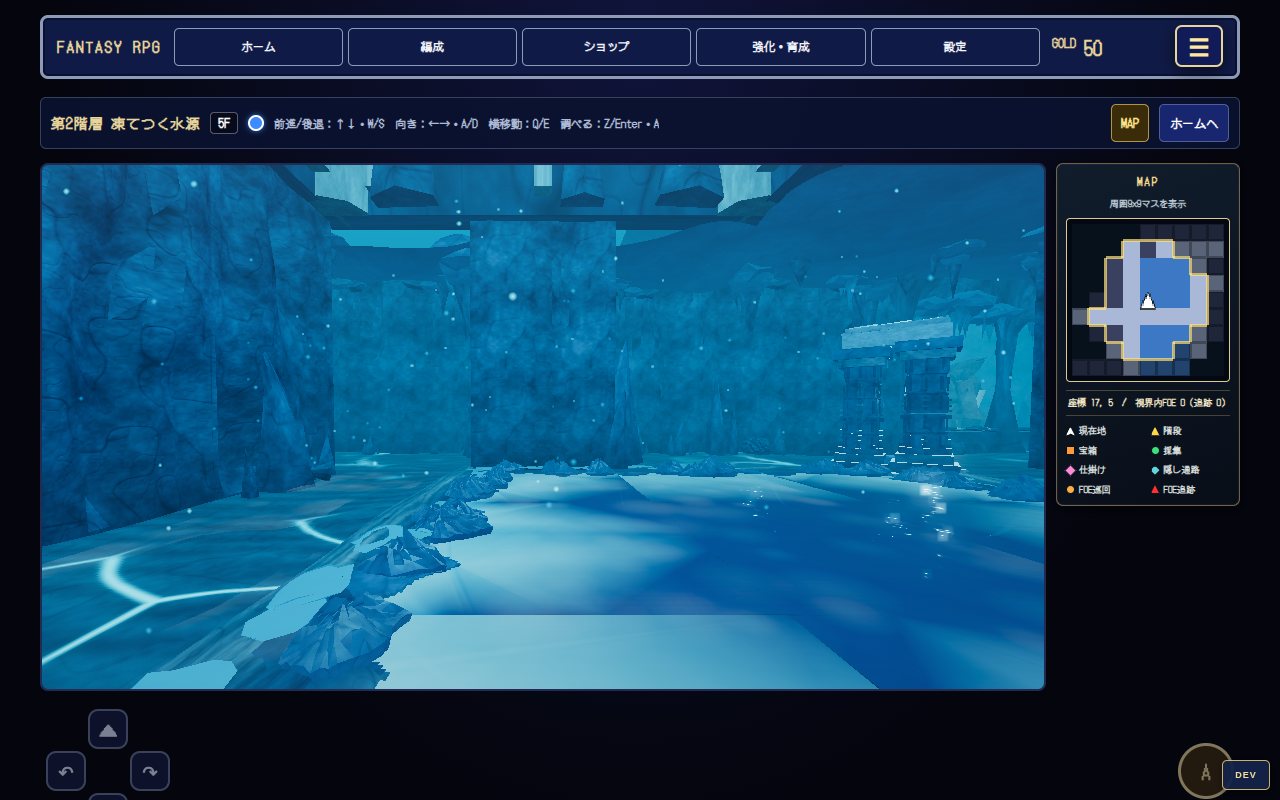 FANTASY RPG
ホーム
編成
ショップ
強化・育成
設定
GOLD 50
第2階層 凍てつく水源
5F
前進/後退：↑↓・W/S 向き：←→・A/D 横移動：Q/E 調べる：Z/Enter・A
MAP
ホームへ
MAP
周囲9x9マスを表示
座標 17, 5 / 視界内FOE 0 (追跡 0)
現在地
階段
宝箱
採集
仕掛け
隠し通路
FOE巡回
FOE追跡
A
DEV